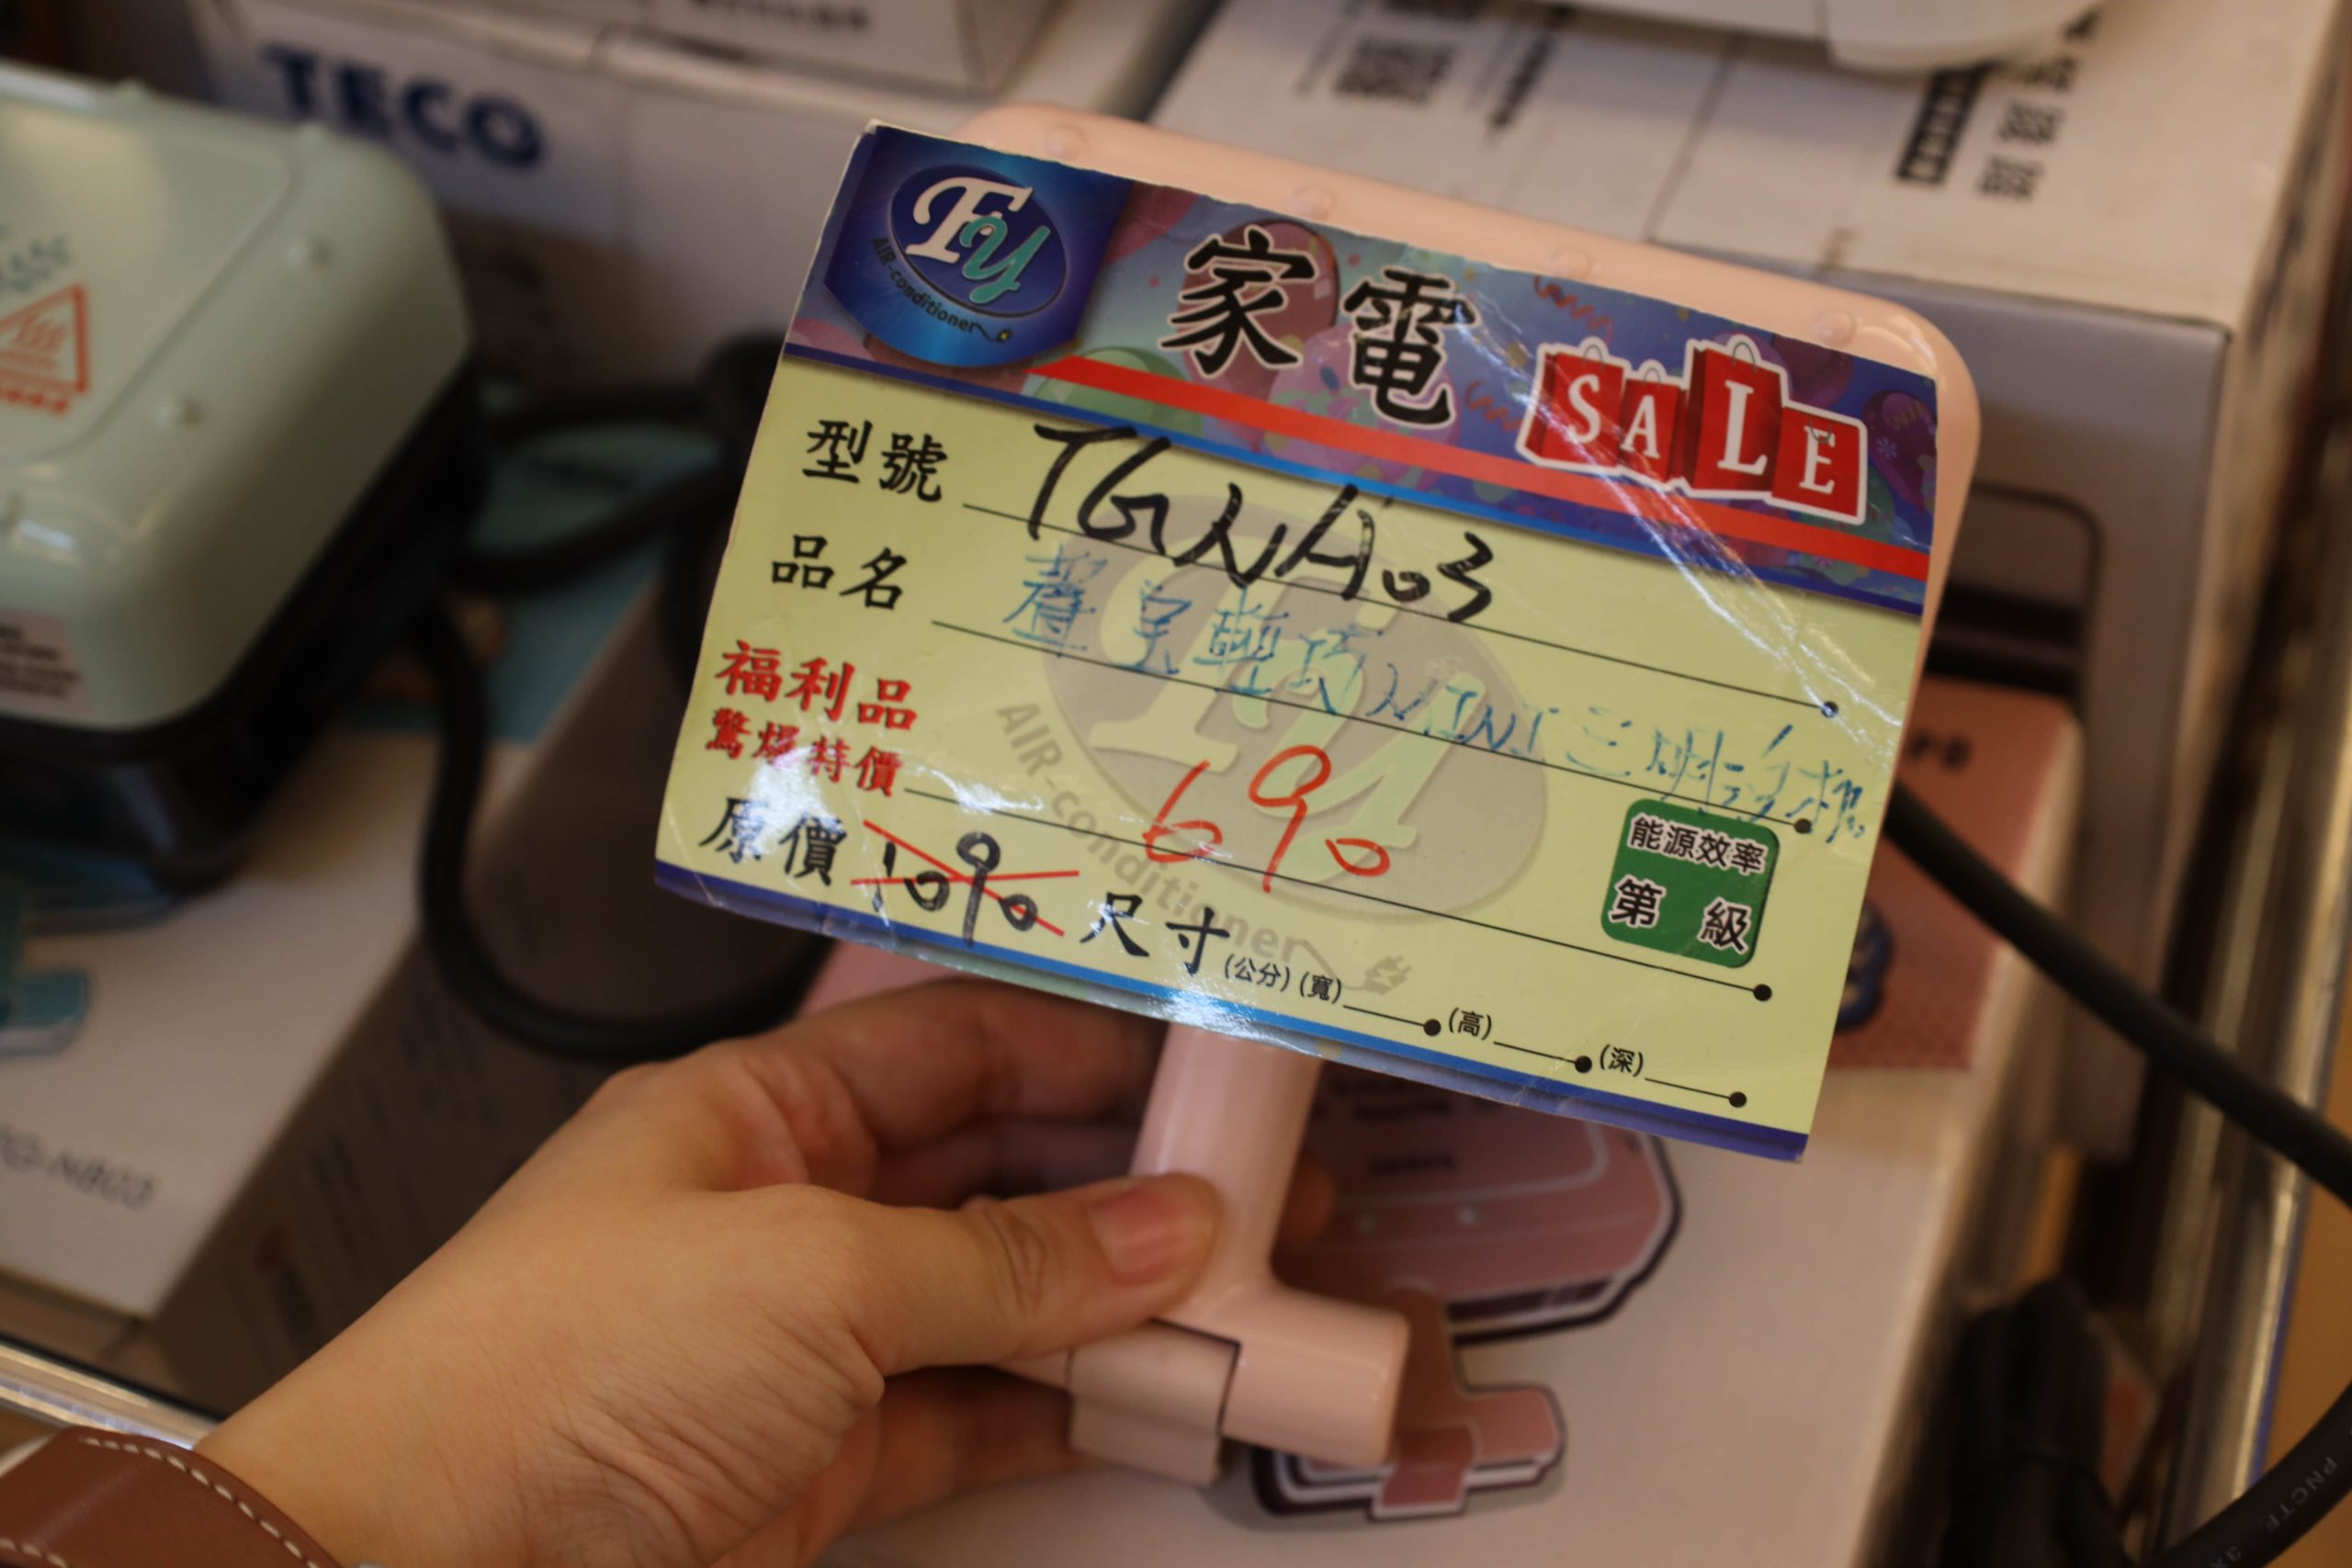 TECO
Fy
AIR-conditioner
家電
SALE
型號 TGNA03
品名 聲寶輕巧MINI三明治機
福利品
驚爆特價 690
原價 1090 尺寸(公分)(寬) (高) (深)
能源效率
第 級
AIR-conditioner